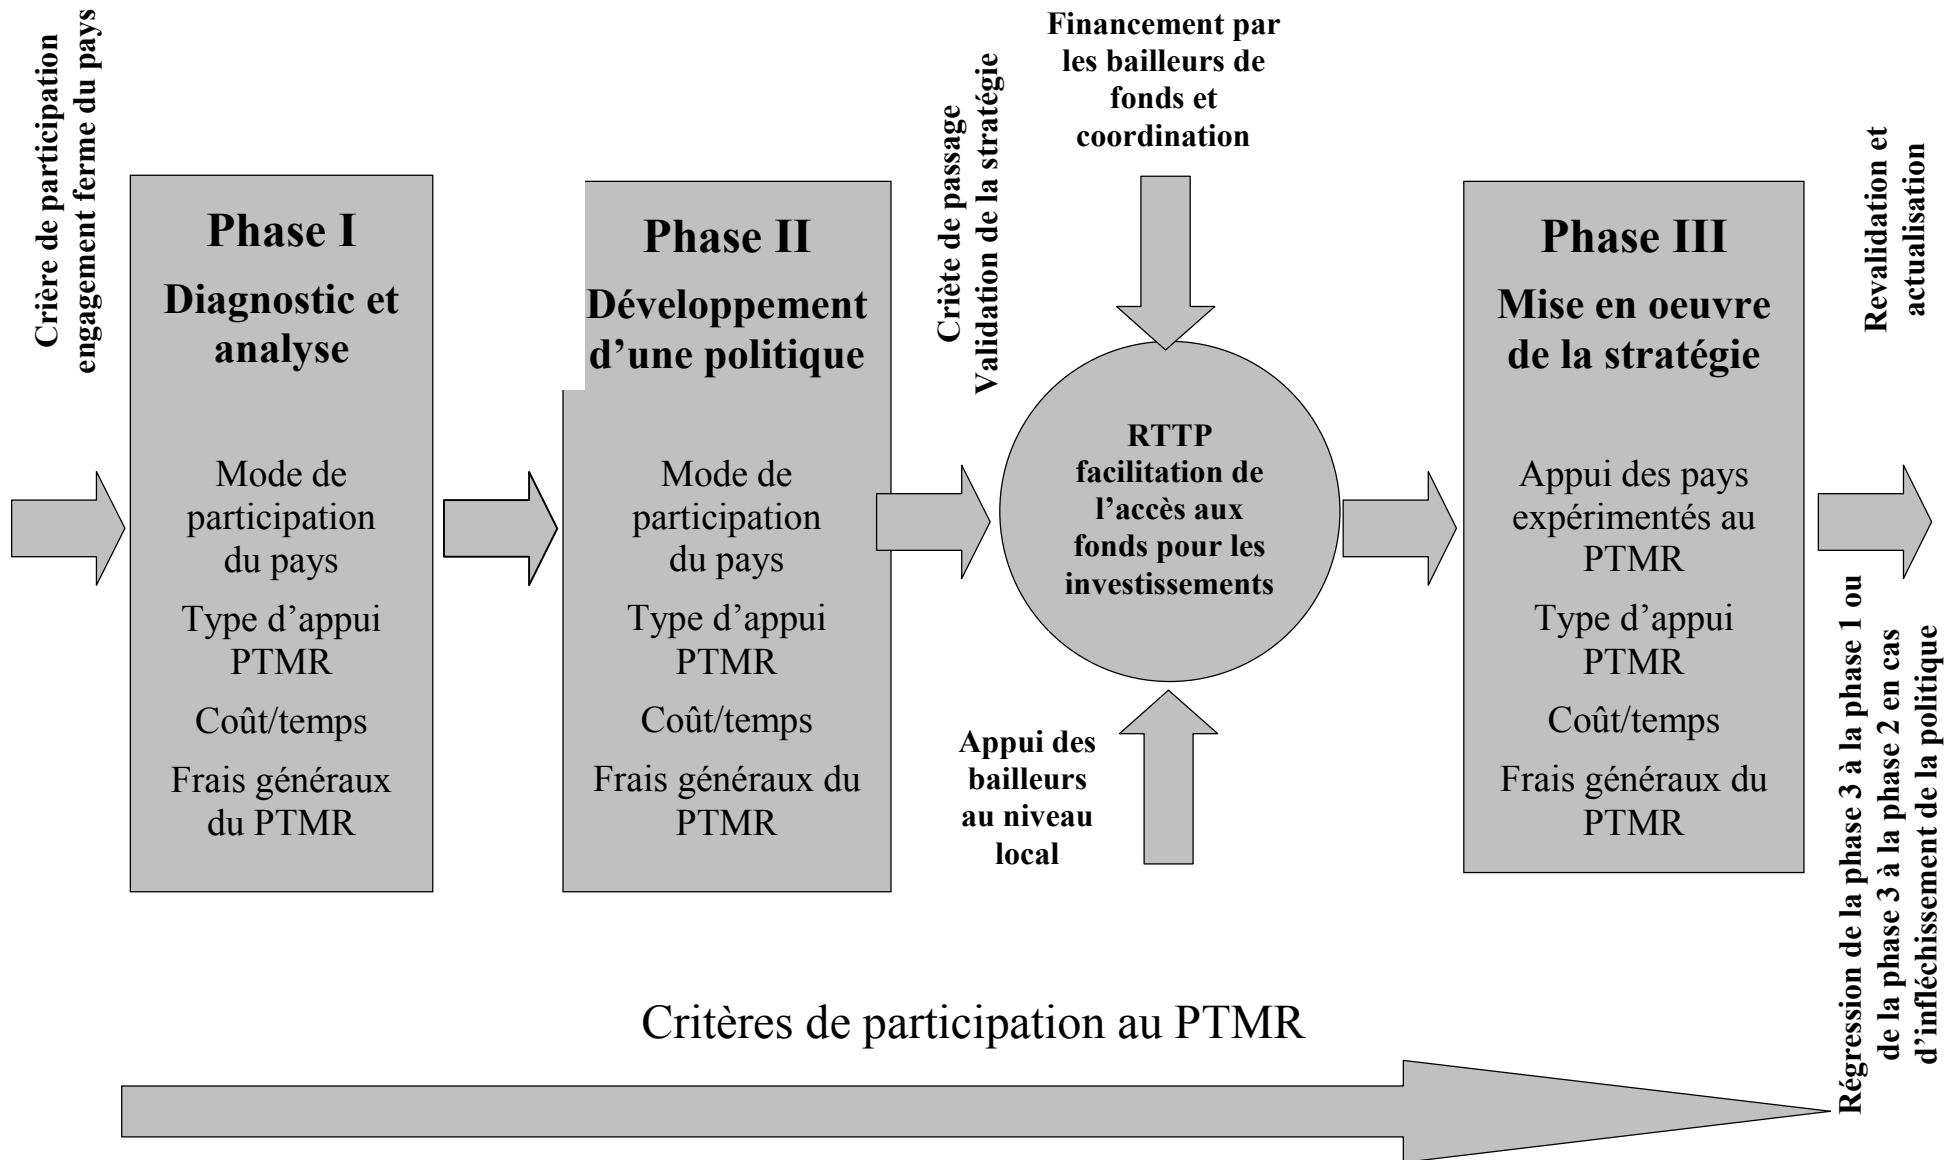 Crière de participation
engagement ferme du pays
Phase I
Diagnostic et
analyse
Mode de
participation
du pays
Type d’appui
PTMR
Coût/temps
Frais généraux
du PTMR
Phase II
Développement
d’une politique
Mode de
participation
du pays
Type d’appui
PTMR
Coût/temps
Frais généraux du
PTMR
Criète de passage
Validation de la stratégie
Financement par
les bailleurs de
fonds et
coordination
RTTP
facilitation de
l’accès aux
fonds pour les
investissements
Appui des
bailleurs
au niveau
local
Phase III
Mise en oeuvre
de la stratégie
Appui des pays
expérimentés au
PTMR
Type d’appui
PTMR
Coût/temps
Frais généraux du
PTMR
Revalidation et
actualisation
Régression de la phase 3 à la phase 1 ou
de la phase 3 à la phase 2 en cas
d’infléchissement de la politique
Critères de participation au PTMR